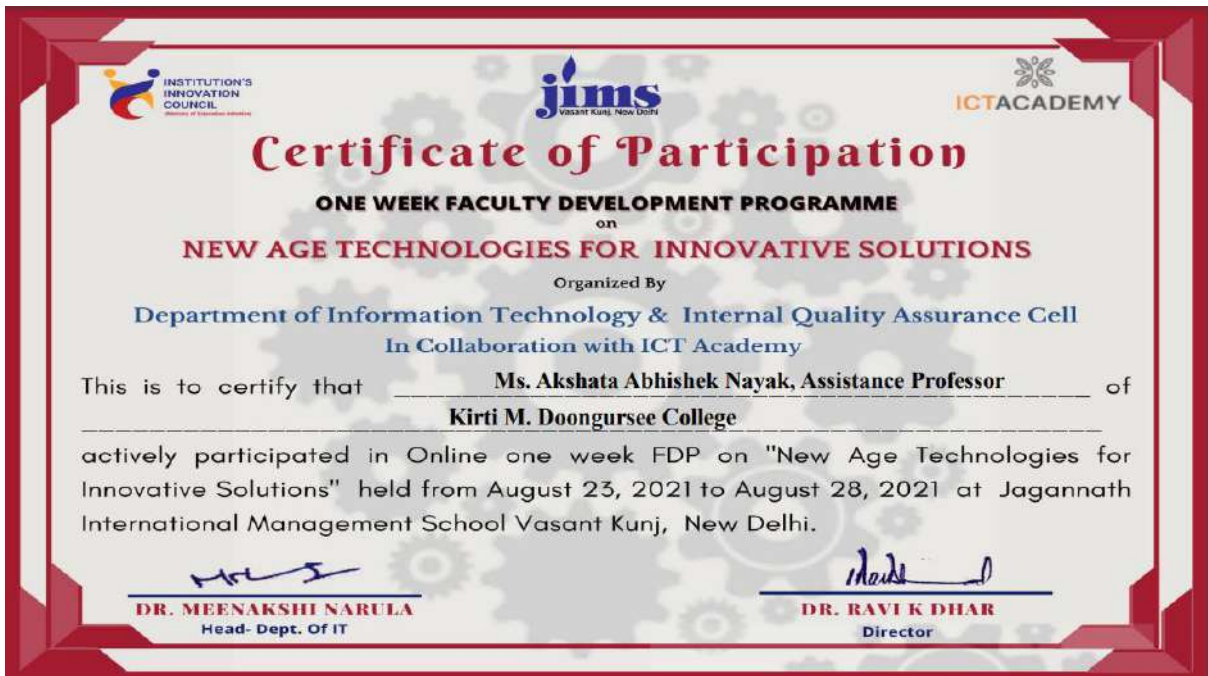 INSTITUTION'S
INNOVATION
COUNCIL
jims
Vasant Kunj, New Delhi
ICTACADEMY
Certificate of Participation
ONE WEEK FACULTY DEVELOPMENT PROGRAMME
on
NEW AGE TECHNOLOGIES FOR INNOVATIVE SOLUTIONS
Organized By
Department of Information Technology & Internal Quality Assurance Cell
In Collaboration with ICT Academy
This is to certify that Ms. Akshata Abhishek Nayak, Assistance Professor of
Kirti M. Doongursee College
actively participated in Online one week FDP on "New Age Technologies for
Innovative Solutions" held from August 23, 2021 to August 28, 2021 at Jagannath
International Management School Vasant Kunj, New Delhi.
DR. MEENAKSHI NARULA
Head- Dept. Of IT
DR. RAVI K DHAR
Director